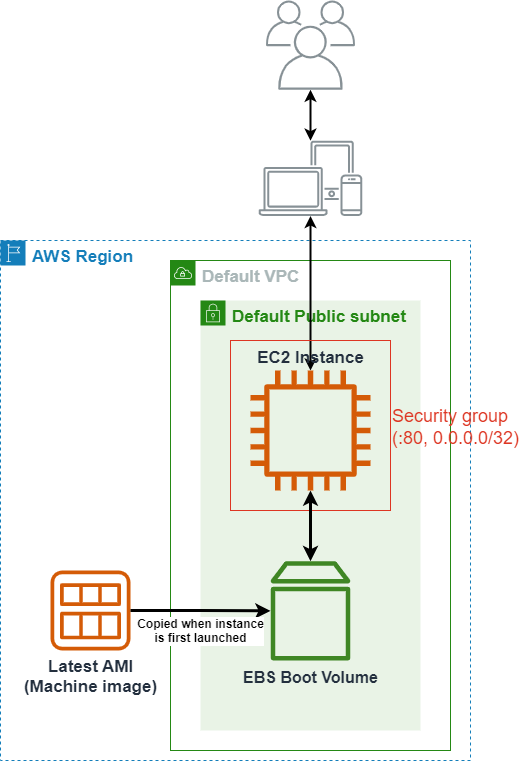 AWS Region
Default VPC
Default Public subnet
EC2 Instance
Security group
(:80, 0.0.0.0/32)
Copied when instance
is first launched
Latest AMI
(Machine image)
EBS Boot Volume